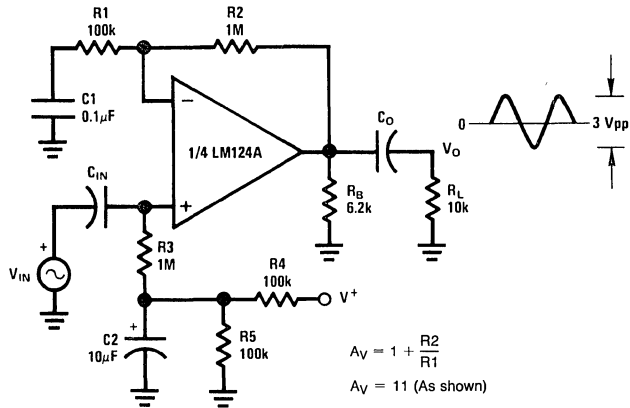 R1
100k
R2
1M
C1
0.1μF
−
1/4 LM124A
+
CIN
CO
VO
0
3 Vpp
RB
6.2k
RL
10k
+
VIN
R3
1M
R4
100k
V+
+
C2
10μF
R5
100k
AV = 1 + R2/R1
AV = 11 (As shown)